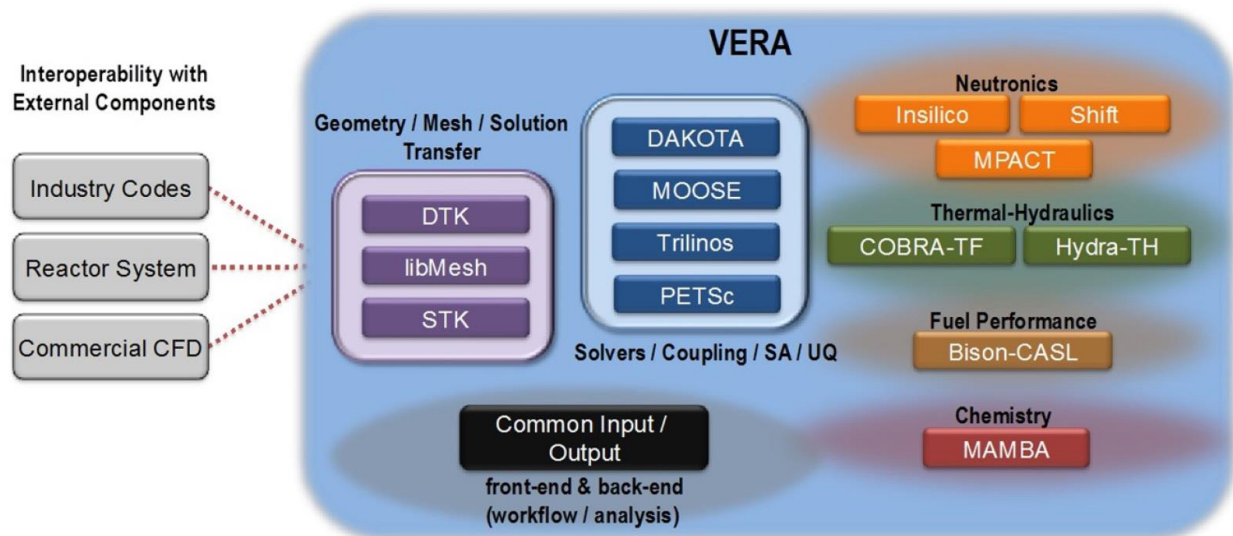 VERA
Interoperability with
External Components
Industry Codes
Reactor System
Commercial CFD
Geometry / Mesh / Solution
Transfer
DTK
libMesh
STK
DAKOTA
MOOSE
Trilinos
PETSc
Solvers / Coupling / SA / UQ
Common Input /
Output
front-end & back-end
(workflow / analysis)
Neutronics
Insilico
Shift
MPACT
Thermal-Hydraulics
COBRA-TF
Hydra-TH
Fuel Performance
Bison-CASL
Chemistry
MAMBA